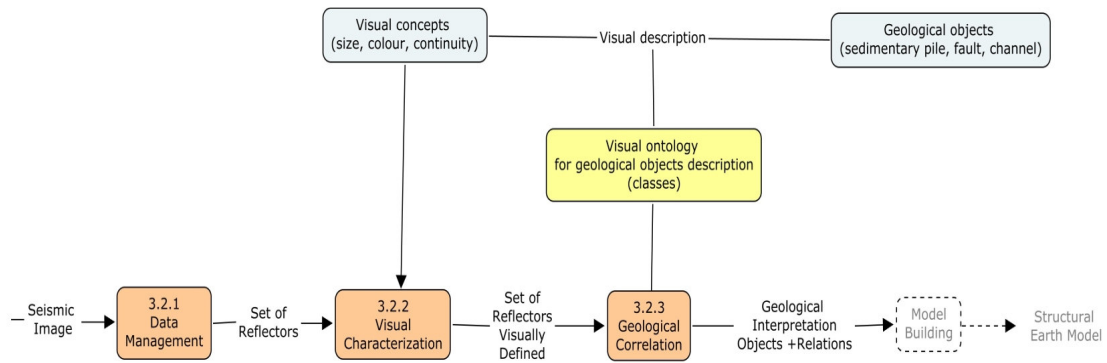 Visual concepts
(size, colour, continuity)
Visual description
Geological objects
(sedimentary pile, fault, channel)
Visual ontology
for geological objects description
(classes)
Seismic
Image
3.2.1
Data
Management
Set of
Reflectors
3.2.2
Visual
Characterization
Set of
Reflectors
Visually
Defined
3.2.3
Geological
Correlation
Geological
Interpretation
Objects +Relations
Model
Building
Structural
Earth Model